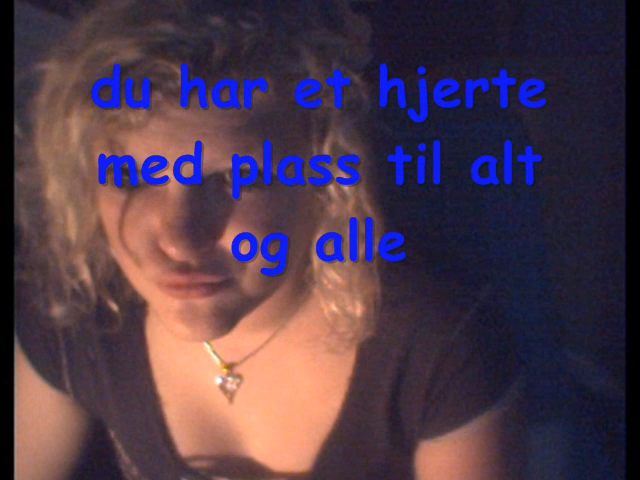 du har et hjerte
med plass til alt
og alle